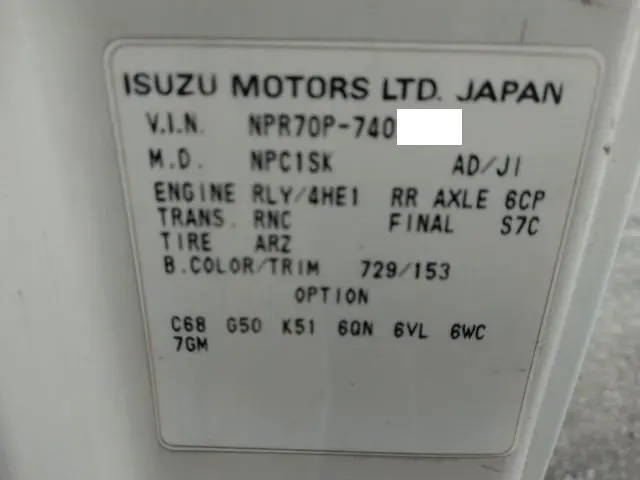 ISUZU MOTORS LTD. JAPAN
V.I.N. NPR70P-740
M.D. NPC1SK AD/JI
ENGINE RLY/4HE1 RR AXLE 6CP
TRANS. RNC FINAL S7C
TIRE ARZ
B.COLOR/TRIM 729/153
OPTION
C68 G50 K51 6QN 6VL 6WC
7GM